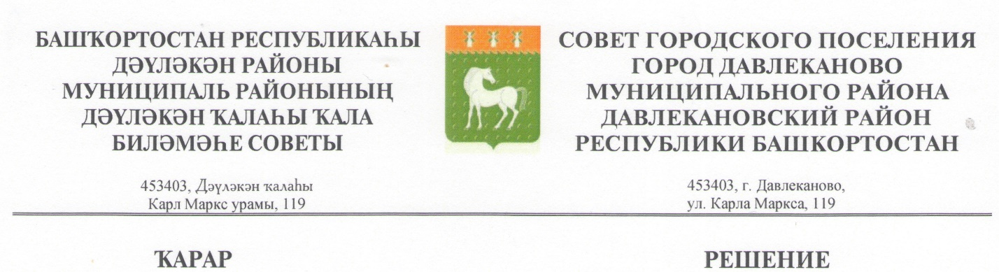 БАШҠОРТОСТАН РЕСПУБЛИКАҺЫ
ДӘҮЛӘКӘН РАЙОНЫ
МУНИЦИПАЛЬ РАЙОНЫНЫҢ
ДӘҮЛӘКӘН ҠАЛАҺЫ ҠАЛА
БИЛӘМӘҺЕ СОВЕТЫ
453403, Дәүләкән ҡалаһы
Карл Маркс урамы, 119
СОВЕТ ГОРОДСКОГО ПОСЕЛЕНИЯ
ГОРОД ДАВЛЕКАНОВО
МУНИЦИПАЛЬНОГО РАЙОНА
ДАВЛЕКАНОВСКИЙ РАЙОН
РЕСПУБЛИКИ БАШКОРТОСТАН
453403, г. Давлеканово,
ул. Карла Маркса, 119
ҠАРАР
РЕШЕНИЕ